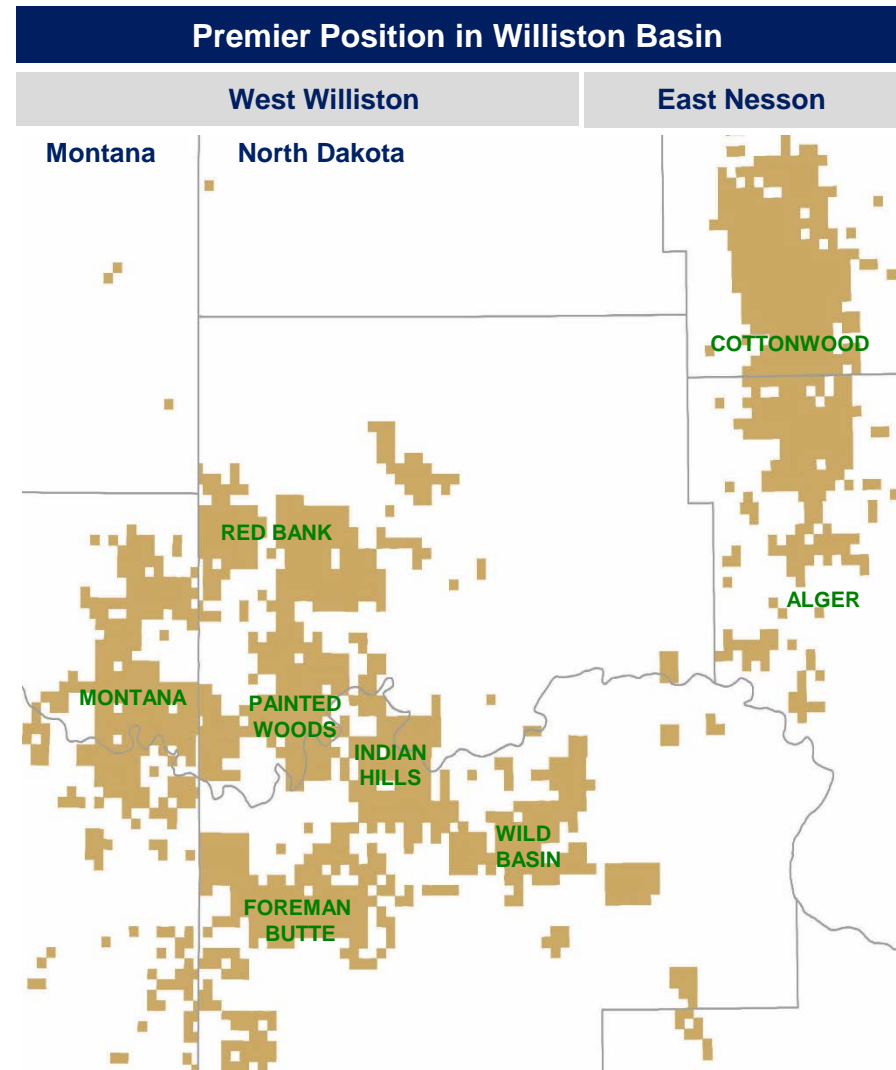 Premier Position in Williston Basin
West Williston
East Nesson
Montana
North Dakota
COTTONWOOD
RED BANK
ALGER
MONTANA
PAINTED
WOODS
INDIAN
HILLS
WILD
BASIN
FOREMAN
BUTTE